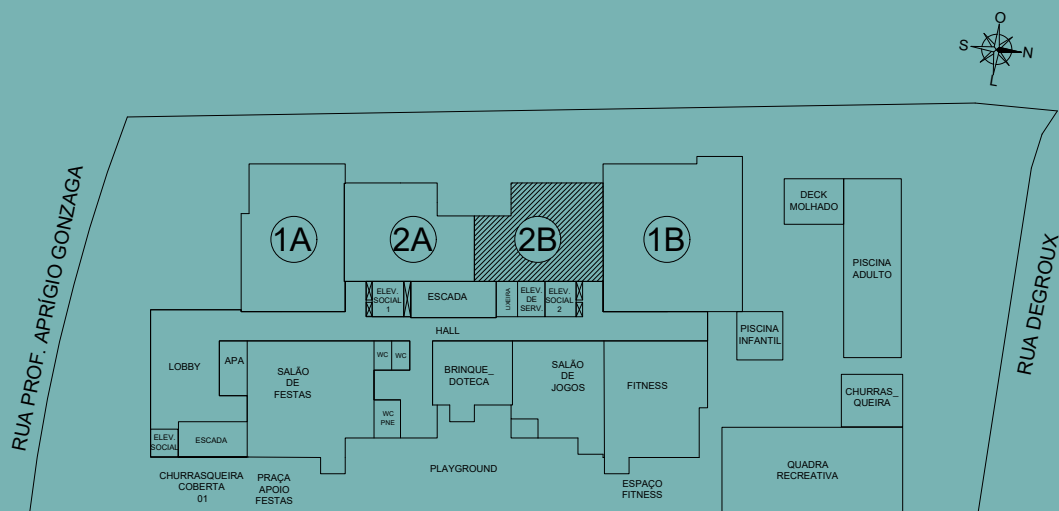 O
S
N
L
RUA PROF. APRÍGIO GONZAGA
RUA DEGROUX
1A
2A
2B
1B
DECK
MOLHADO
PISCINA
ADULTO
ELEV.
SOCIAL
1
ESCADA
LIXEIRA
ELEV.
DE
SERV.
ELEV.
SOCIAL
2
HALL
PISCINA
INFANTIL
LOBBY
APA
SALÃO
DE
FESTAS
WC
WC
BRINQUE_
DOTECA
SALÃO
DE
JOGOS
FITNESS
CHURRAS_
QUEIRA
WC
PNE
ELEV.
SOCIAL
ESCADA
CHURRASQUEIRA
COBERTA
01
PRAÇA
APOIO
FESTAS
PLAYGROUND
ESPAÇO
FITNESS
QUADRA
RECREATIVA